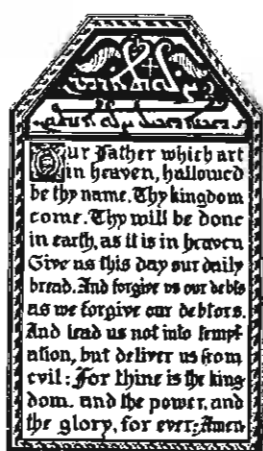 Our Father which art
in heaven, hallowed
be thy name. Thy kingdom
come. Thy will be done
in earth, as it is in heaven
Give us this day our daily
bread. And forgive us our debts
as we forgive our debtors.
And lead us not into tempt
ation, but deliver us from
evil: For thine is the king
dom. and the power, and
the glory, for ever; Amen